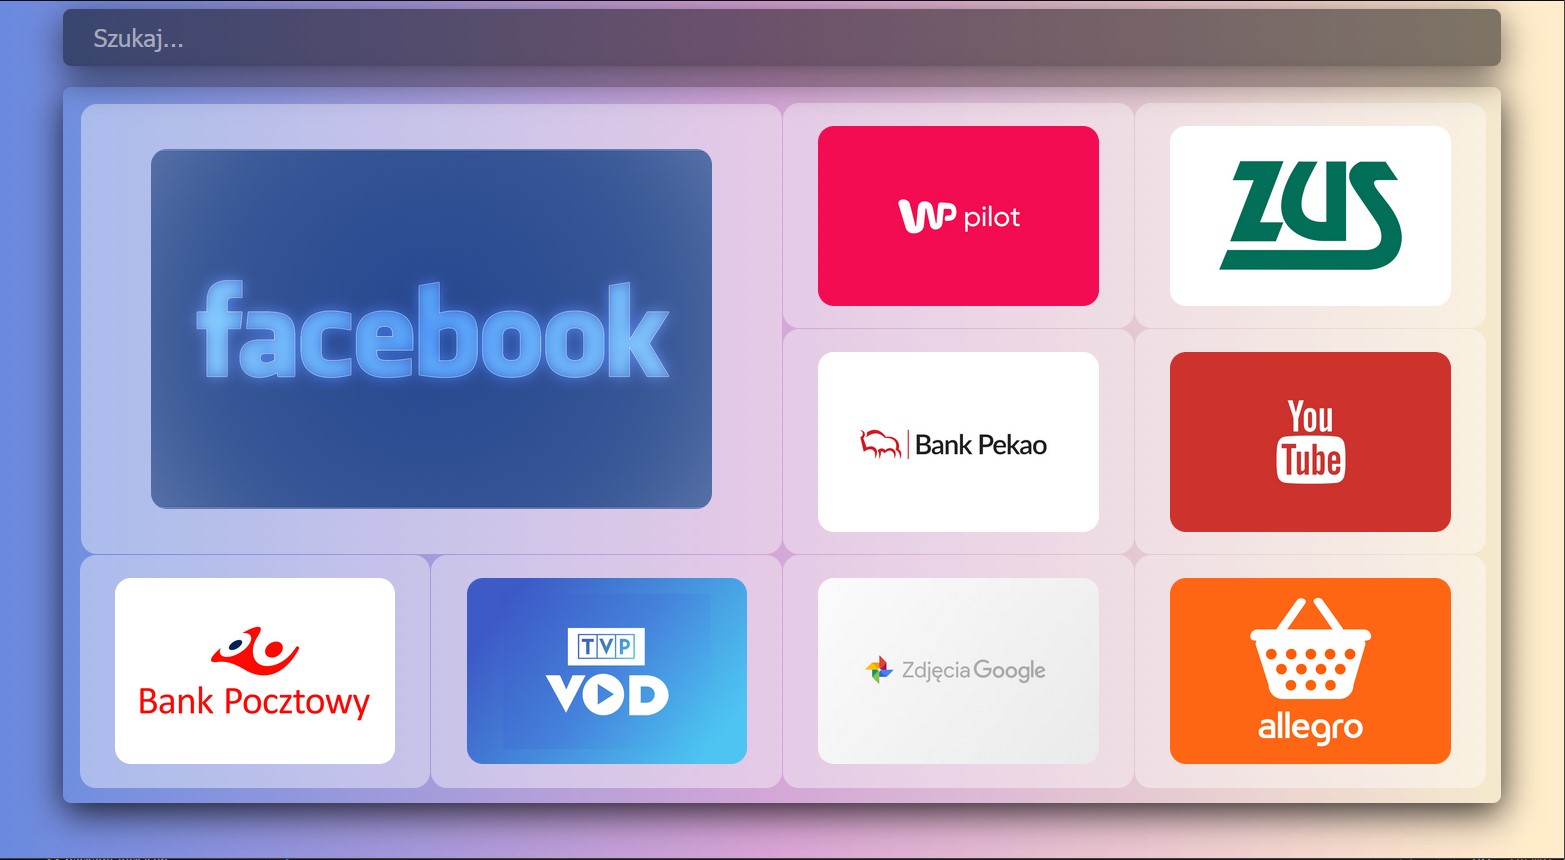 Szukaj...
facebook
WP pilot
ZUS
Bank Pekao
You
Tube
Bank Pocztowy
TVP
VOD
Zdjęcia Google
allegro